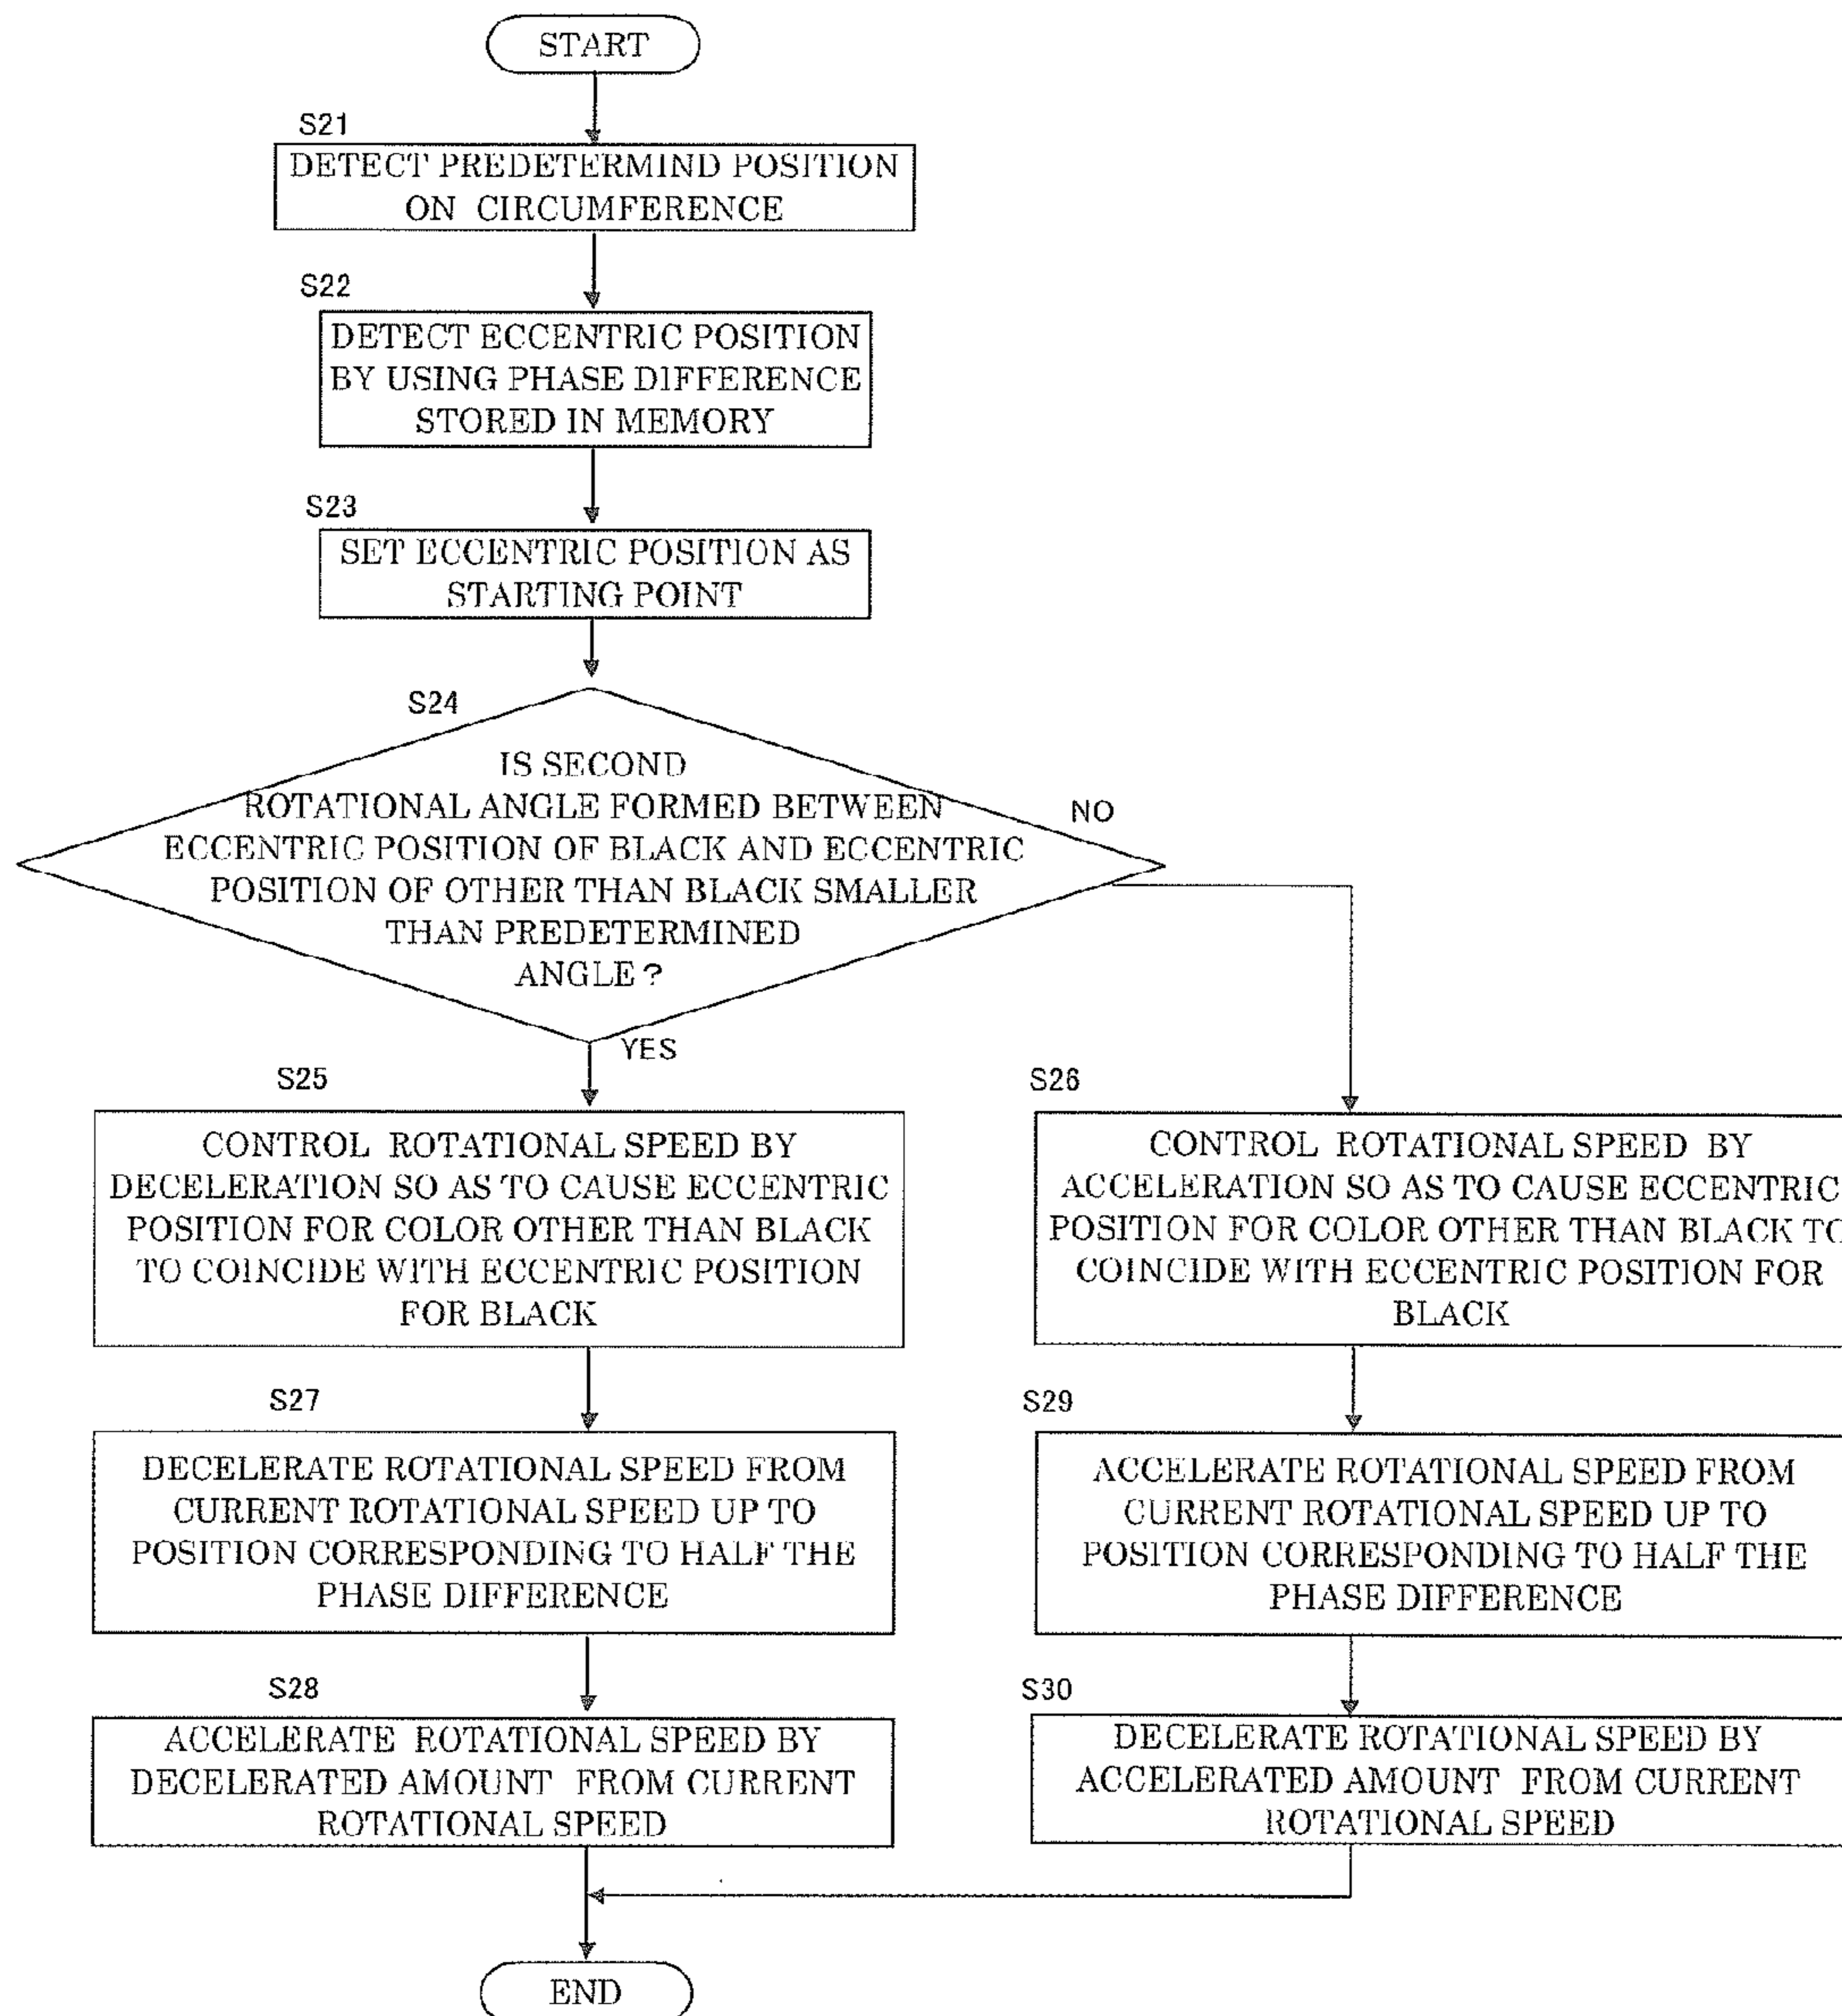 START
S21
DETECT PREDETERMIND POSITION
ON CIRCUMFERENCE
S22
DETECT ECCENTRIC POSITION
BY USING PHASE DIFFERENCE
STORED IN MEMORY
S23
SET ECCENTRIC POSITION AS
STARTING POINT
S24
IS SECOND
ROTATIONAL ANGLE FORMED BETWEEN
ECCENTRIC POSITION OF BLACK AND ECCENTRIC
POSITION OF OTHER THAN BLACK SMALLER
THAN PREDETERMINED
ANGLE?
NO
YES
S25
CONTROL ROTATIONAL SPEED BY
DECELERATION SO AS TO CAUSE ECCENTRIC
POSITION FOR COLOR OTHER THAN BLACK
TO COINCIDE WITH ECCENTRIC POSITION
FOR BLACK
S26
CONTROL ROTATIONAL SPEED BY
ACCELERATION SO AS TO CAUSE ECCENTRIC
POSITION FOR COLOR OTHER THAN BLACK TO
COINCIDE WITH ECCENTRIC POSITION FOR
BLACK
S27
DECELERATE ROTATIONAL SPEED FROM
CURRENT ROTATIONAL SPEED UP TO
POSITION CORRESPONDING TO HALF THE
PHASE DIFFERENCE
S29
ACCELERATE ROTATIONAL SPEED FROM
CURRENT ROTATIONAL SPEED UP TO
POSITION CORRESPONDING TO HALF THE
PHASE DIFFERENCE
S28
ACCELERATE ROTATIONAL SPEED BY
DECELERATED AMOUNT FROM CURRENT
ROTATIONAL SPEED
S30
DECELERATE ROTATIONAL SPEED BY
ACCELERATED AMOUNT FROM CURRENT
ROTATIONAL SPEED
END